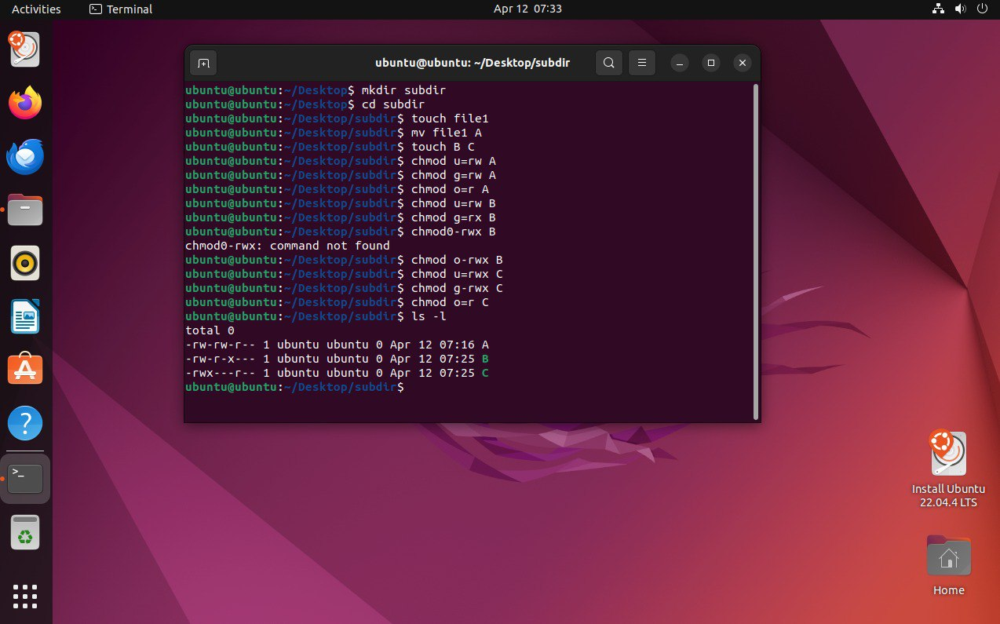 Activities Terminal Apr 12 07:33
ubuntu@ubuntu: ~/Desktop/subdir
ubuntu@ubuntu:~/Desktop$ mkdir subdir
ubuntu@ubuntu:~/Desktop$ cd subdir
ubuntu@ubuntu:~/Desktop/subdir$ touch file1
ubuntu@ubuntu:~/Desktop/subdir$ mv file1 A
ubuntu@ubuntu:~/Desktop/subdir$ touch B C
ubuntu@ubuntu:~/Desktop/subdir$ chmod u=rw A
ubuntu@ubuntu:~/Desktop/subdir$ chmod g=rw A
ubuntu@ubuntu:~/Desktop/subdir$ chmod o=r A
ubuntu@ubuntu:~/Desktop/subdir$ chmod u=rw B
ubuntu@ubuntu:~/Desktop/subdir$ chmod g=rx B
ubuntu@ubuntu:~/Desktop/subdir$ chmod0-rwx B
chmod0-rwx: command not found
ubuntu@ubuntu:~/Desktop/subdir$ chmod o-rwx B
ubuntu@ubuntu:~/Desktop/subdir$ chmod u=rwx C
ubuntu@ubuntu:~/Desktop/subdir$ chmod g-rwx C
ubuntu@ubuntu:~/Desktop/subdir$ chmod o=r C
ubuntu@ubuntu:~/Desktop/subdir$ ls -l
total 0
-rw-rw-r-- 1 ubuntu ubuntu 0 Apr 12 07:16 A
-rw-r-x--- 1 ubuntu ubuntu 0 Apr 12 07:25 B
-rwx---r-- 1 ubuntu ubuntu 0 Apr 12 07:25 C
ubuntu@ubuntu:~/Desktop/subdir$
Install Ubuntu
22.04.4 LTS
Home